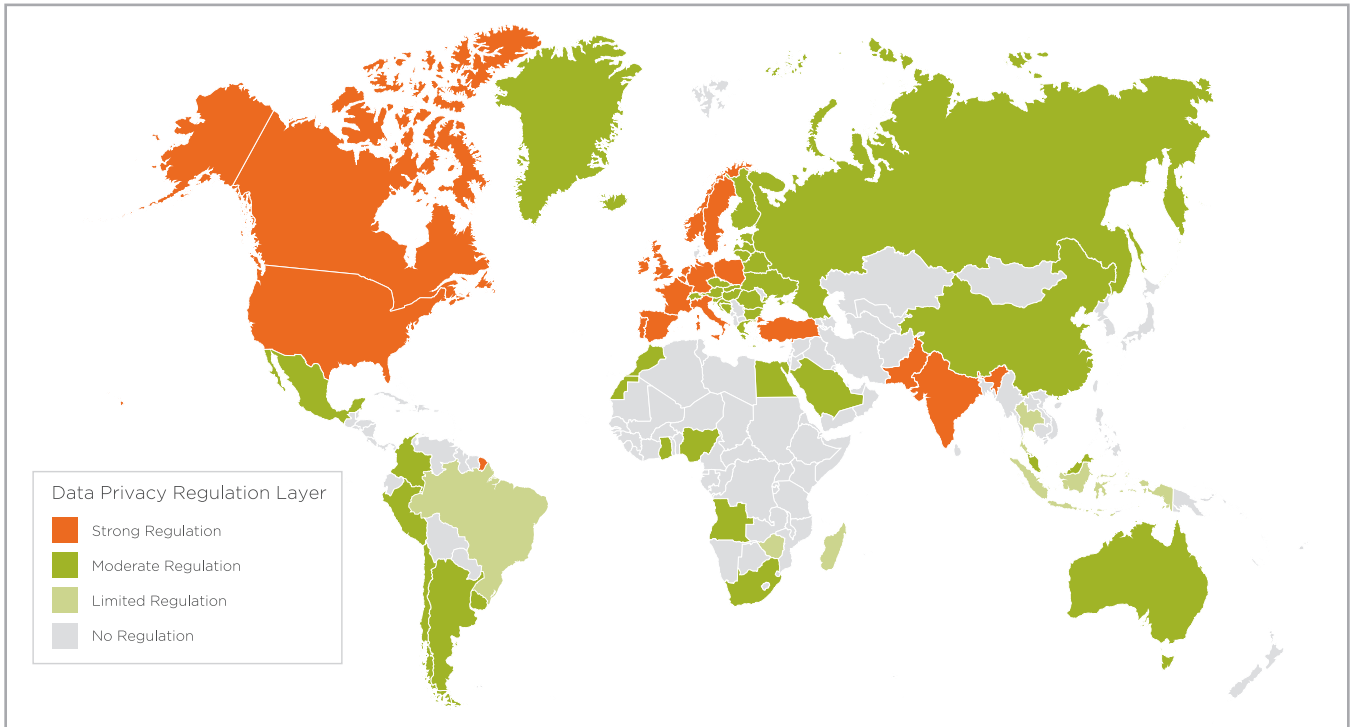 Data Privacy Regulation Layer
Strong Regulation
Moderate Regulation
Limited Regulation
No Regulation